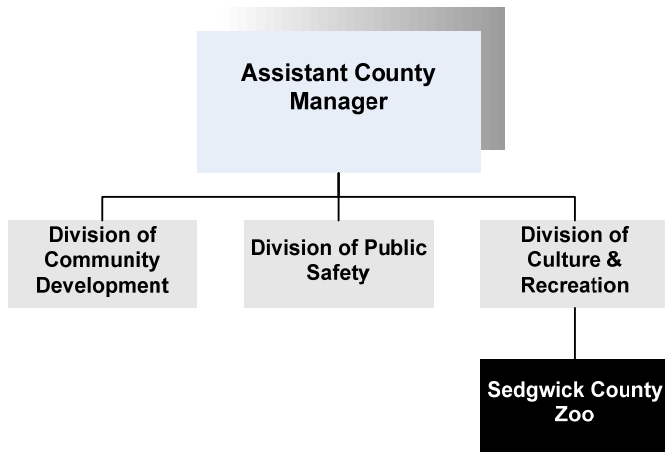 Assistant County
Manager
Division of
Community
Development
Division of Public
Safety
Division of
Culture &
Recreation
Sedgwick County
Zoo